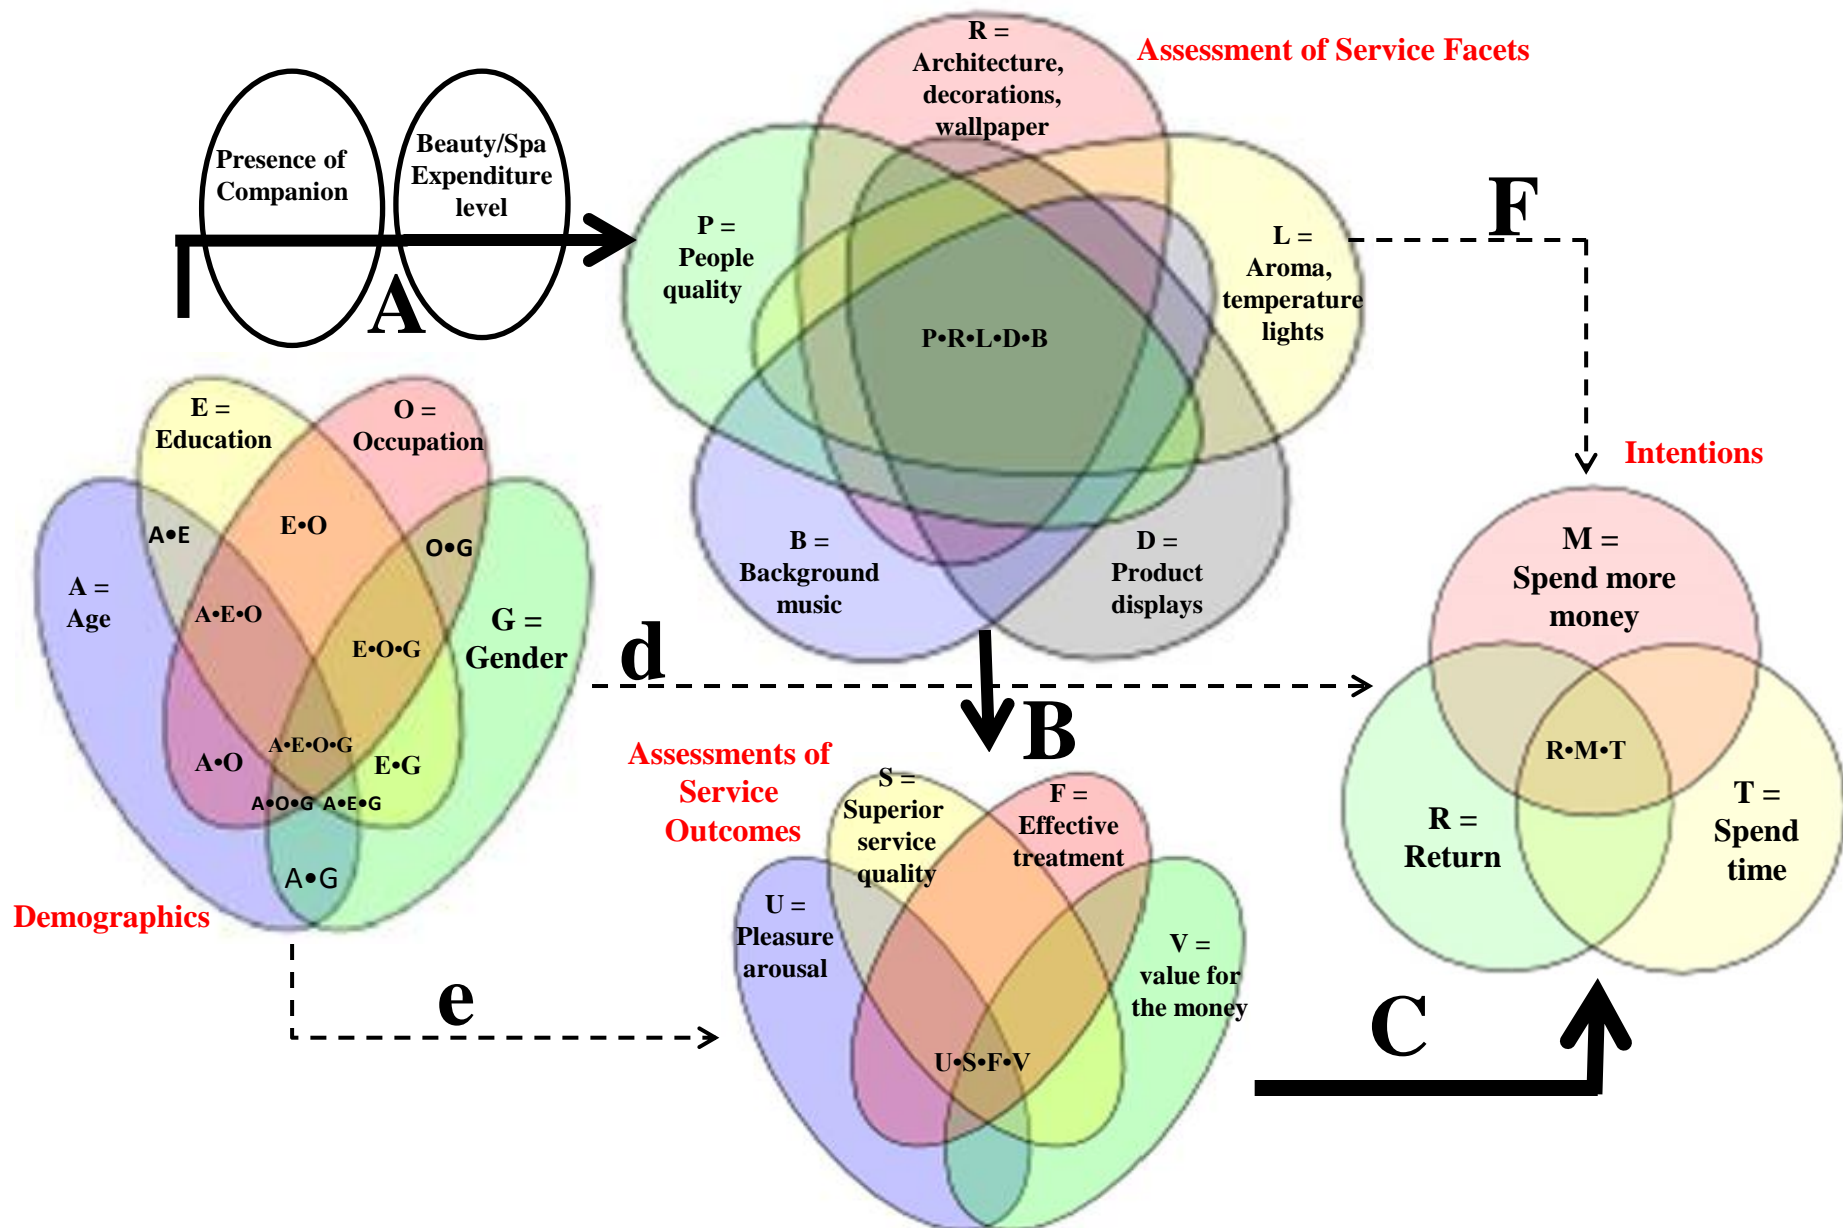 R =
Architecture,
decorations,
wallpaper
Assessment of Service Facets
Presence of
Companion
Beauty/Spa
Expenditure
level
A
P =
People
quality
L =
Aroma,
temperature
lights
F
P•R•L•D•B
B =
Background
music
D =
Product
displays
E =
Education
O =
Occupation
A•E
E•O
O•G
A =
Age
A•E•O
E•O•G
G =
Gender
A•E•O•G
A•O
E•G
A•O•G
A•E•G
A•G
Demographics
d
B
e
Assessments of
Service
Outcomes
S =
Superior
service
quality
F =
Effective
treatment
U =
Pleasure
arousal
V =
value for
the money
U•S•F•V
C
Intentions
M =
Spend more
money
R•M•T
R =
Return
T =
Spend
time